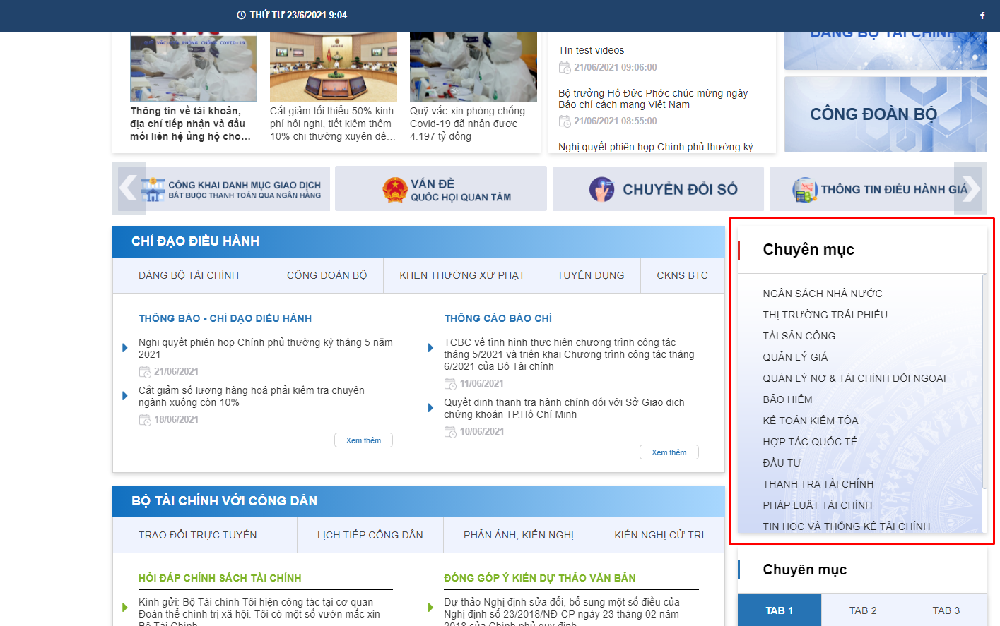 THỨ TƯ 23/6/2021 9:04
f
QUỸ VẮC-XIN PHÒNG CHỐNG COVID-19
Thông tin về tài khoản,
địa chỉ tiếp nhận và đầu
mối liên hệ ủng hộ cho...
Cắt giảm tối thiểu 50% kinh
phí hội nghị, tiết kiệm thêm
10% chi thường xuyên để...
Quỹ vắc-xin phòng chống
Covid-19 đã nhận được
4.197 tỷ đồng
TIn test videos
21/06/2021 09:06:00
Bộ trưởng Hồ Đức Phớc chúc mừng ngày
Báo chí cách mạng Việt Nam
21/06/2021 08:55:00
Nghị quyết phiên họp Chính phủ thường kỳ
ĐẢNG BỘ TÀI CHÍNH
CÔNG ĐOÀN BỘ
CÔNG KHAI DANH MỤC GIAO DỊCH
BẮT BUỘC THANH TOÁN QUA NGÂN HÀNG
VẤN ĐỀ
QUỐC HỘI QUAN TÂM
CHUYỂN ĐỔI SỐ
THÔNG TIN ĐIỀU HÀNH GIÁ
CHỈ ĐẠO ĐIỀU HÀNH
ĐẢNG BỘ TÀI CHÍNH
CÔNG ĐOÀN BỘ
KHEN THƯỞNG XỬ PHẠT
TUYỂN DỤNG
CKNS BTC
THÔNG BÁO - CHỈ ĐẠO ĐIỀU HÀNH
Nghị quyết phiên họp Chính phủ thường kỳ tháng 5 năm
2021
21/06/2021
Cắt giảm số lượng hàng hoá phải kiểm tra chuyên
ngành xuống còn 10%
18/06/2021
Xem thêm
THÔNG CÁO BÁO CHÍ
TCBC về tình hình thực hiện chương trình công tác
tháng 5/2021 và triển khai Chương trình công tác tháng
6/2021 của Bộ Tài chính
11/06/2021
Quyết định thanh tra hành chính đối với Sở Giao dịch
chứng khoán TP.Hồ Chí Minh
10/06/2021
Xem thêm
Chuyên mục
NGÂN SÁCH NHÀ NƯỚC
THỊ TRƯỜNG TRÁI PHIẾU
TÀI SẢN CÔNG
QUẢN LÝ GIÁ
QUẢN LÝ NỢ & TÀI CHÍNH ĐỐI NGOẠI
BẢO HIỂM
KẾ TOÁN KIỂM TÓA
HỢP TÁC QUỐC TẾ
ĐẦU TƯ
THANH TRA TÀI CHÍNH
PHÁP LUẬT TÀI CHÍNH
TIN HỌC VÀ THỐNG KÊ TÀI CHÍNH
BỘ TÀI CHÍNH VỚI CÔNG DÂN
TRAO ĐỔI TRỰC TUYẾN
LỊCH TIẾP CÔNG DÂN
PHẢN ÁNH, KIẾN NGHỊ
KIẾN NGHỊ CỬ TRI
HỎI ĐÁP CHÍNH SÁCH TÀI CHÍNH
Kính gửi: Bộ Tài chính Tôi hiện công tác tại cơ quan
Đoàn thể chính trị xã hội. Tôi có một số vướn mắc xin
Bộ Tài Chính
ĐÓNG GÓP Ý KIẾN DỰ THẢO VĂN BẢN
Dự thảo Nghị định sửa đổi, bổ sung một số điều của
Nghị định số 23/2018/NĐ-CP ngày 23 tháng 02 năm
2018 của Chính phủ quy định
Chuyên mục
TAB 1
TAB 2
TAB 3